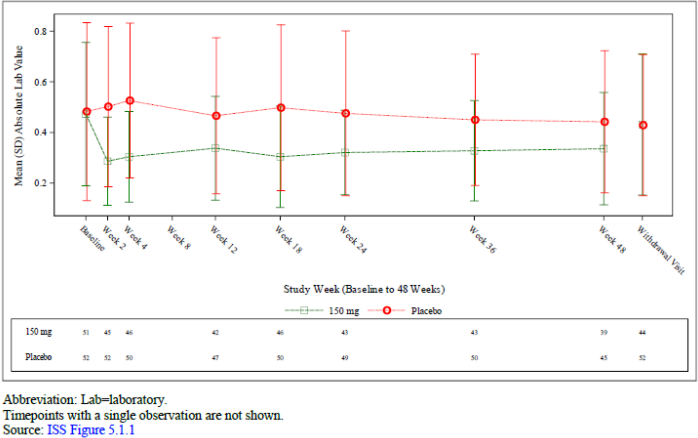 0.8
0.6
0.4
0.2
Mean (SD) Absolute Lab Value
Baseline
Week 2
Week 4
Week 8
Week 12
Week 18
Week 24
Week 36
Week 48
Withdrawal Visit
Study Week (Baseline to 48 Weeks)
150 mg Placebo
150 mg 51 45 46 42 46 43 43 39 44
Placebo 52 52 50 47 50 49 50 45 52
Abbreviation: Lab=laboratory.
Timepoints with a single observation are not shown.
Source: ISS Figure 5.1.1